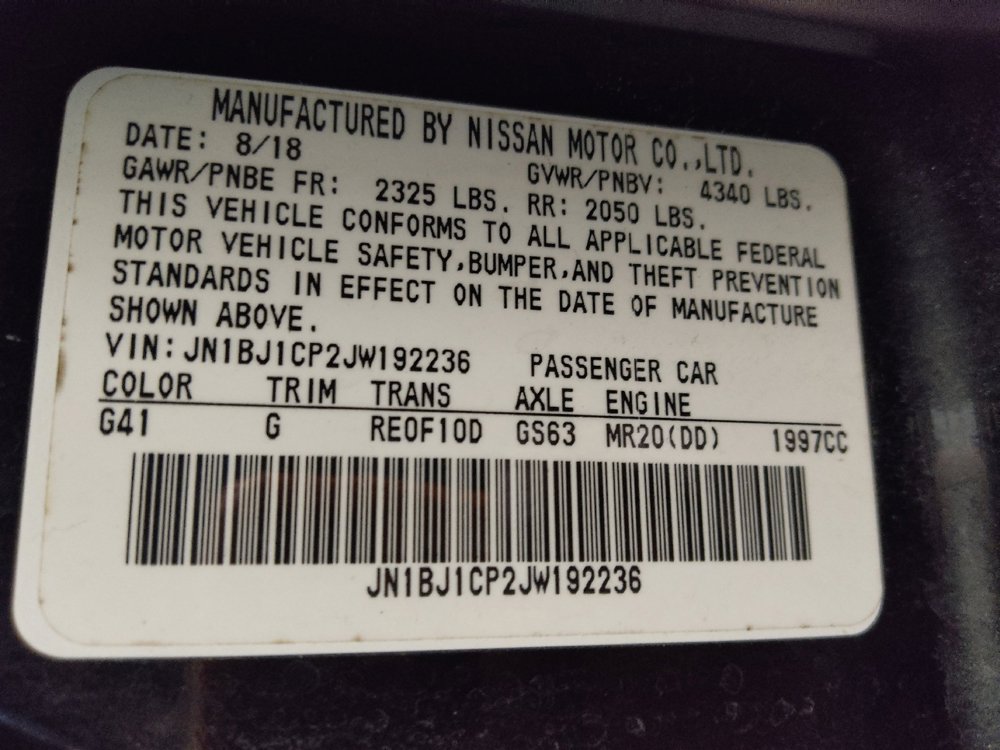 MANUFACTURED BY NISSAN MOTOR CO.,LTD.
DATE: 8/18 GVWR/PNBV: 4340 LBS.
GAWR/PNBE FR: 2325 LBS. RR: 2050 LBS.
THIS VEHICLE CONFORMS TO ALL APPLICABLE FEDERAL
MOTOR VEHICLE SAFETY,BUMPER,AND THEFT PREVENTION
STANDARDS IN EFFECT ON THE DATE OF MANUFACTURE
SHOWN ABOVE.
VIN:JN1BJ1CP2JW192236 PASSENGER CAR
COLOR TRIM TRANS AXLE ENGINE
G41 G RE0F10D GS63 MR20(DD) 1997CC
JN1BJ1CP2JW192236